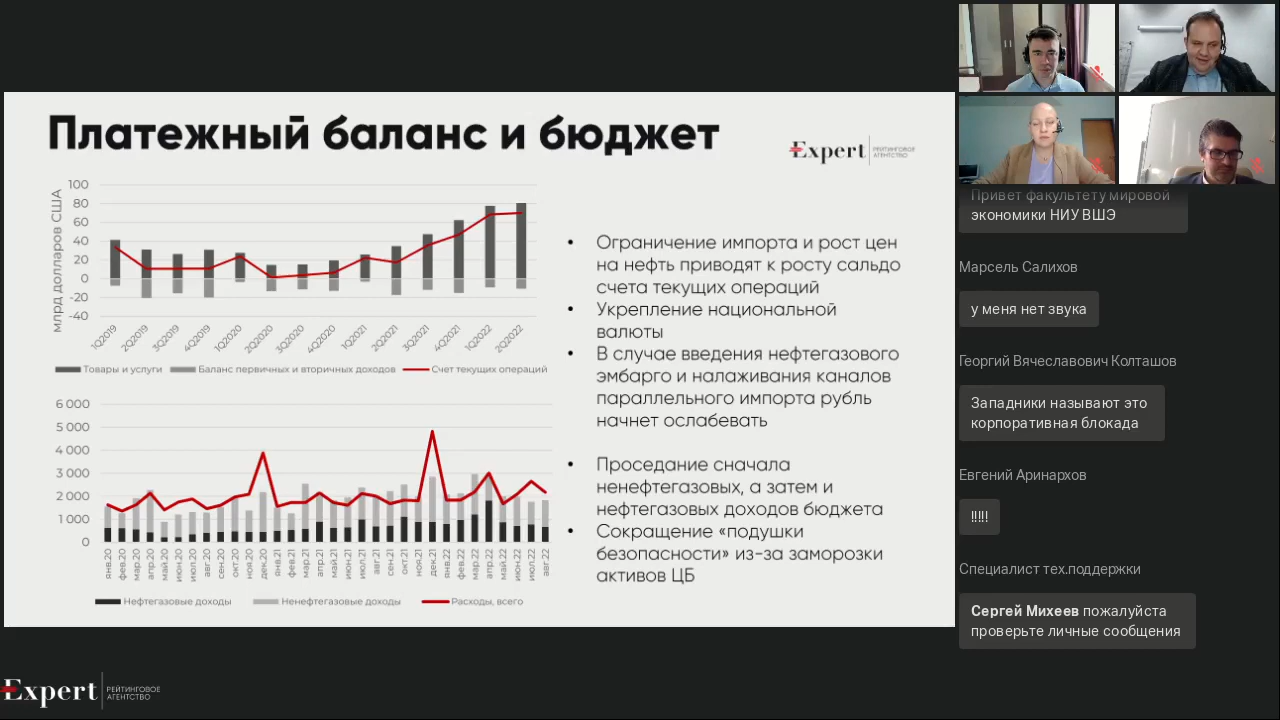 Платежный баланс и бюджет
Expert
РЕЙТИНГОВОЕ
АГЕНТСТВО
млрд долларов США
100
80
60
40
20
0
-20
-40
1Q2019
2Q2019
3Q2019
4Q2019
1Q2020
2Q2020
3Q2020
4Q2020
1Q2021
2Q2021
3Q2021
4Q2021
1Q2022
2Q2022
Товары и услуги
Баланс первичных и вторичных доходов
Счет текущих операций
6 000
5 000
4 000
3 000
2 000
1 000
0
янв.20
фев.20
мар.20
апр.20
май.20
июн.20
июл.20
авг.20
сен.20
окт.20
ноя.20
дек.20
янв.21
фев.21
мар.21
апр.21
май.21
июн.21
июл.21
авг.21
сен.21
окт.21
ноя.21
дек.21
янв.22
фев.22
мар.22
апр.22
май.22
июн.22
июл.22
авг.22
Нефтегазовые доходы
Ненефтегазовые доходы
Расходы, всего
• Ограничение импорта и рост цен
на нефть приводят к росту сальдо
счета текущих операций
• Укрепление национальной
валюты
• В случае введения нефтегазового
эмбарго и налаживания каналов
параллельного импорта рубль
начнет ослабевать
• Проседание сначала
ненефтегазовых, а затем и
нефтегазовых доходов бюджета
• Сокращение «подушки
безопасности» из-за заморозки
активов ЦБ
Expert
РЕЙТИНГОВОЕ
АГЕНТСТВО
Привет факультету мировой
экономики НИУ ВШЭ
Марсель Салихов
у меня нет звука
Георгий Вячеславович Колташов
Западники называют это
корпоративная блокада
Евгений Аринархов
!!!!!
Специалист тех.поддержки
Сергей Михеев пожалуйста
проверьте личные сообщения